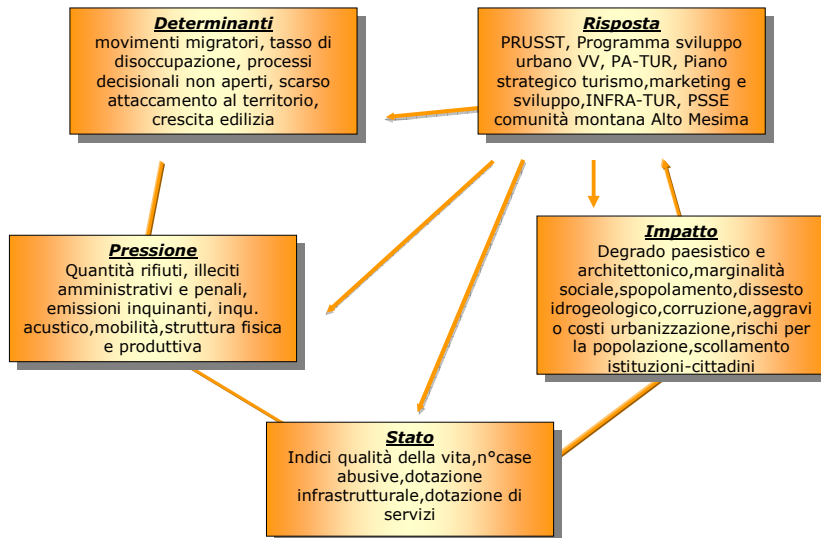 Determinanti
movimenti migratori, tasso di
disoccupazione, processi
decisionali non aperti, scarso
attaccamento al territorio,
crescita edilizia
Risposta
PRUSST, Programma sviluppo
urbano VV, PA-TUR, Piano
strategico turismo,marketing e
sviluppo,INFRA-TUR, PSSE
comunità montana Alto Mesima
Pressione
Quantità rifiuti, illeciti
amministrativi e penali,
emissioni inquinanti, inqu.
acustico,mobilità,struttura fisica
e produttiva
Impatto
Degrado paesistico e
architettonico,marginalità
sociale,spopolamento,dissesto
idrogeologico,corruzione,aggravi
o costi urbanizzazione,rischi per
la popolazione,scollamento
istituzioni-cittadini
Stato
Indici qualità della vita,n°case
abusive,dotazione
infrastrutturale,dotazione di
servizi